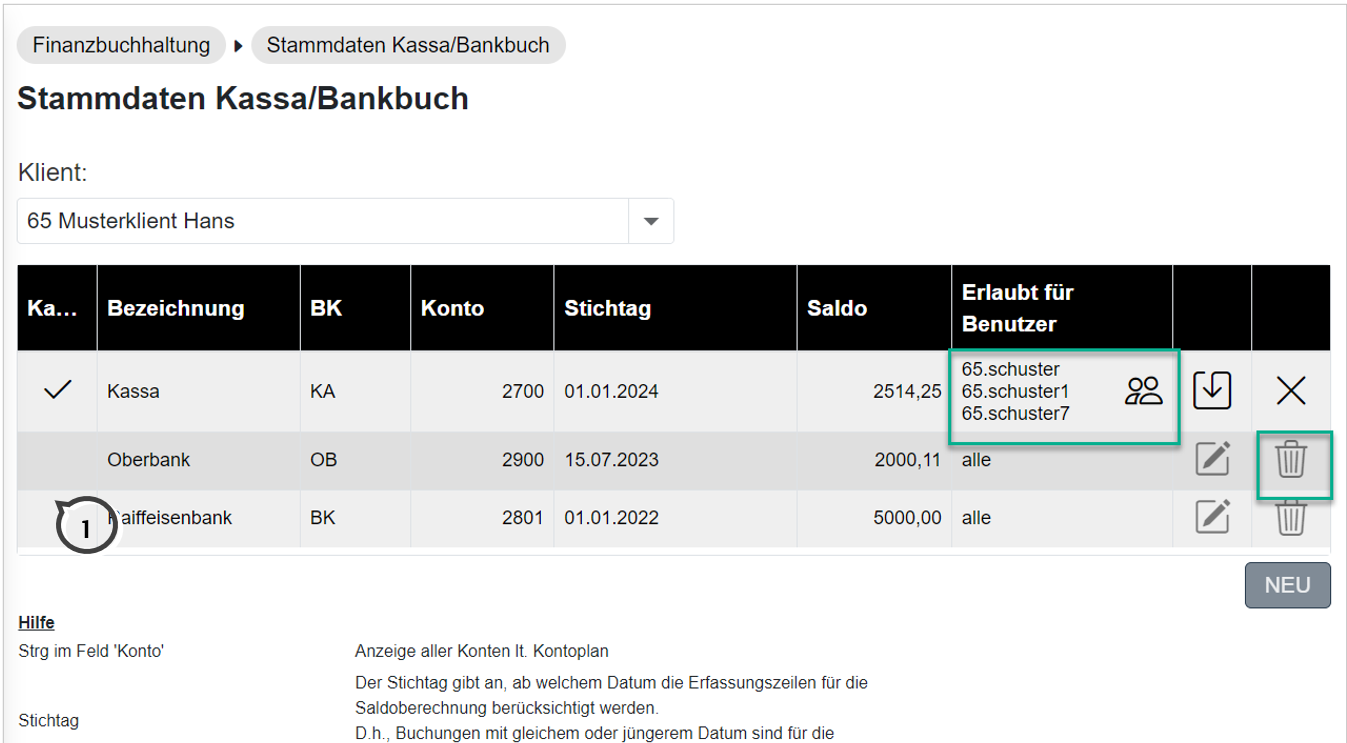 Finanzbuchhaltung Stammdaten Kassa/Bankbuch
Stammdaten Kassa/Bankbuch
Klient:
65 Musterklient Hans
Ka... Bezeichnung BK Konto Stichtag Saldo Erlaubt für Benutzer
Kassa KA 2700 01.01.2024 2514,25 65.schuster
65.schuster1
65.schuster7
Oberbank OB 2900 15.07.2023 2000,11 alle
1 Raiffeisenbank BK 2801 01.01.2022 5000,00 alle
NEU
Hilfe
Strg im Feld 'Konto' Anzeige aller Konten lt. Kontoplan
Der Stichtag gibt an, ab welchem Datum die Erfassungszeilen für die
Saldoberechnung berücksichtigt werden.
Stichtag
D.h., Buchungen mit gleichem oder jüngerem Datum sind für die